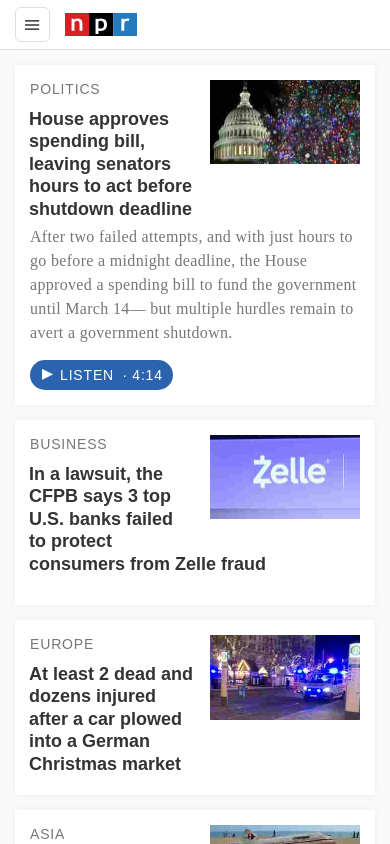 npr
POLITICS
House approves
spending bill,
leaving senators
hours to act before
shutdown deadline
After two failed attempts, and with just hours to
go before a midnight deadline, the House
approved a spending bill to fund the government
until March 14— but multiple hurdles remain to
avert a government shutdown.
LISTEN · 4:14
BUSINESS
In a lawsuit, the
CFPB says 3 top
U.S. banks failed
to protect
consumers from Zelle fraud
Zelle
EUROPE
At least 2 dead and
dozens injured
after a car plowed
into a German
Christmas market
ASIA